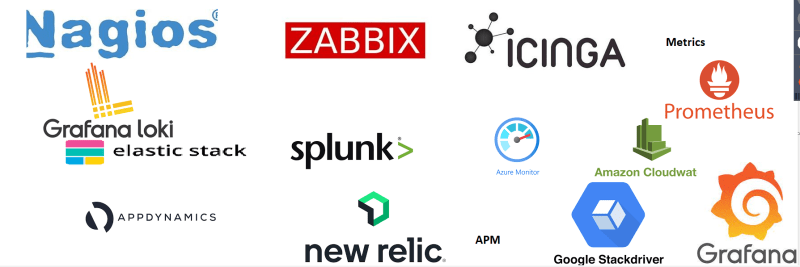 Nagios®
ZABBIX
ICINGA
Metrics
Prometheus
Grafana loki
elastic stack
splunk>
Azure Monitor
Amazon Cloudwat
APPDYNAMICS
new relic.
APM
Google Stackdriver
Grafana